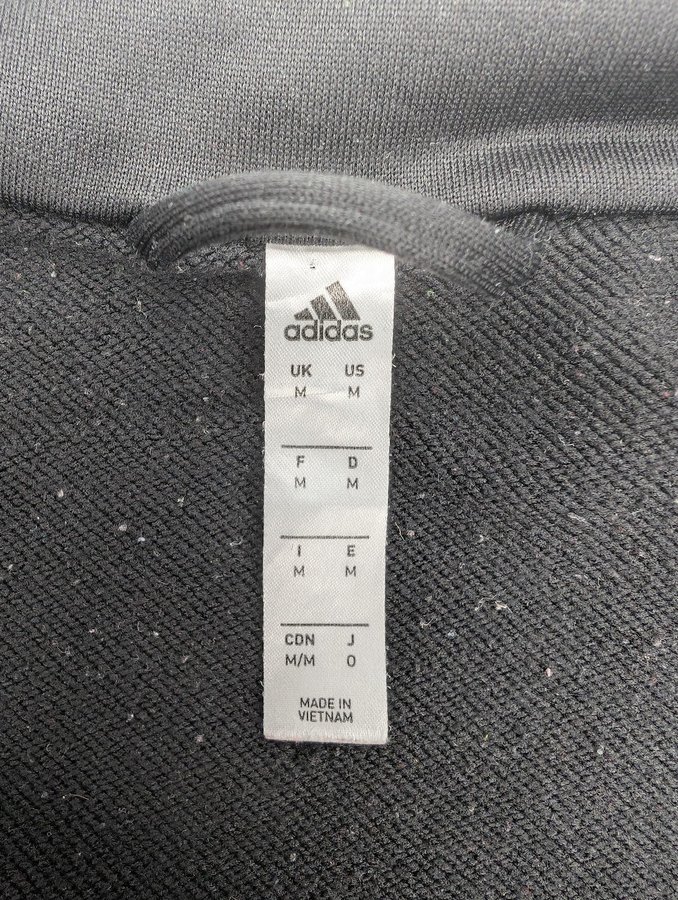 adidas
UK US
M M
F D
M M
I E
M M
CDN J
M/M O
MADE IN
VIETNAM